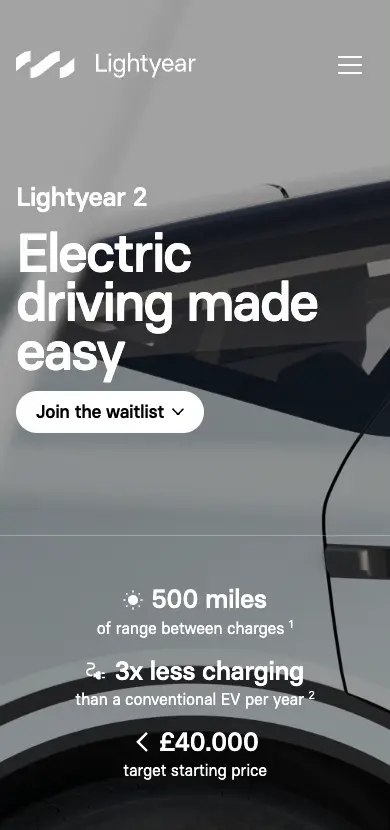 Lightyear
Lightyear 2
Electric
driving made
easy
Join the waitlist
500 miles
of range between charges ¹
3x less charging
than a conventional EV per year ²
< £40.000
target starting price